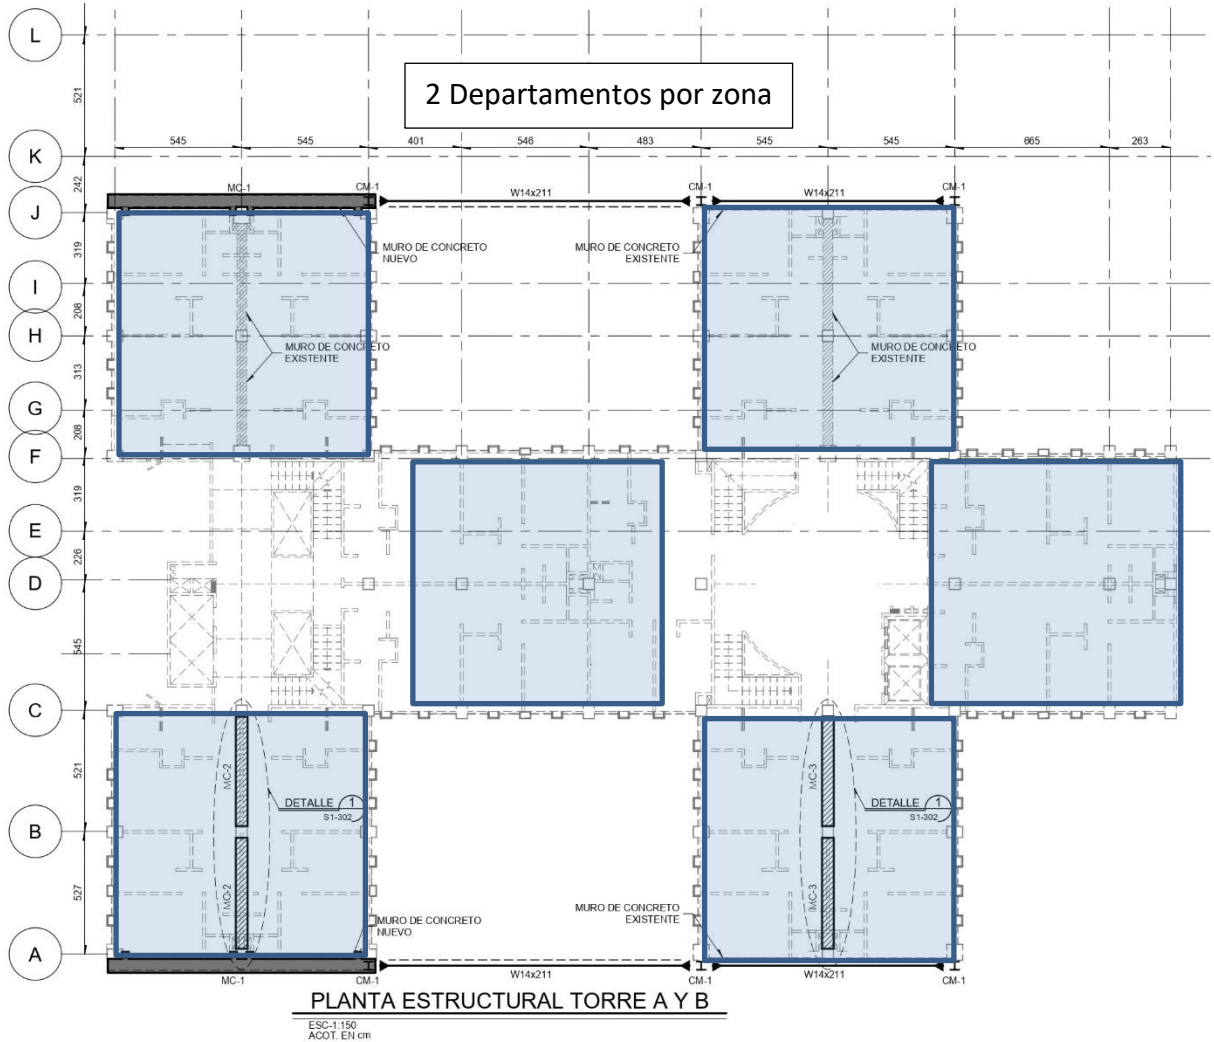 L
521
2 Departamentos por zona
545
545
401
546
483
545
545
665
263
K
242
MC-1
CM-1
W14x211
CM-1
W14x211
CM-1
J
319
MURO DE CONCRETO
NUEVO
MURO DE CONCRETO
EXISTENTE
I
208
H
MURO DE CONCRETO
EXISTENTE
MURO DE CONCRETO
EXISTENTE
313
G
208
F
319
E
226
D
545
C
521
MC-2
MC-3
DETALLE 1
S1-302
DETALLE 1
S1-302
B
527
MC-2
MC-3
MURO DE CONCRETO
NUEVO
MURO DE CONCRETO
EXISTENTE
A
MC-1
CM-1
W14x211
CM-1
W14x211
CM-1
PLANTA ESTRUCTURAL TORRE A Y B
ESC-1:150
ACOT. EN cm